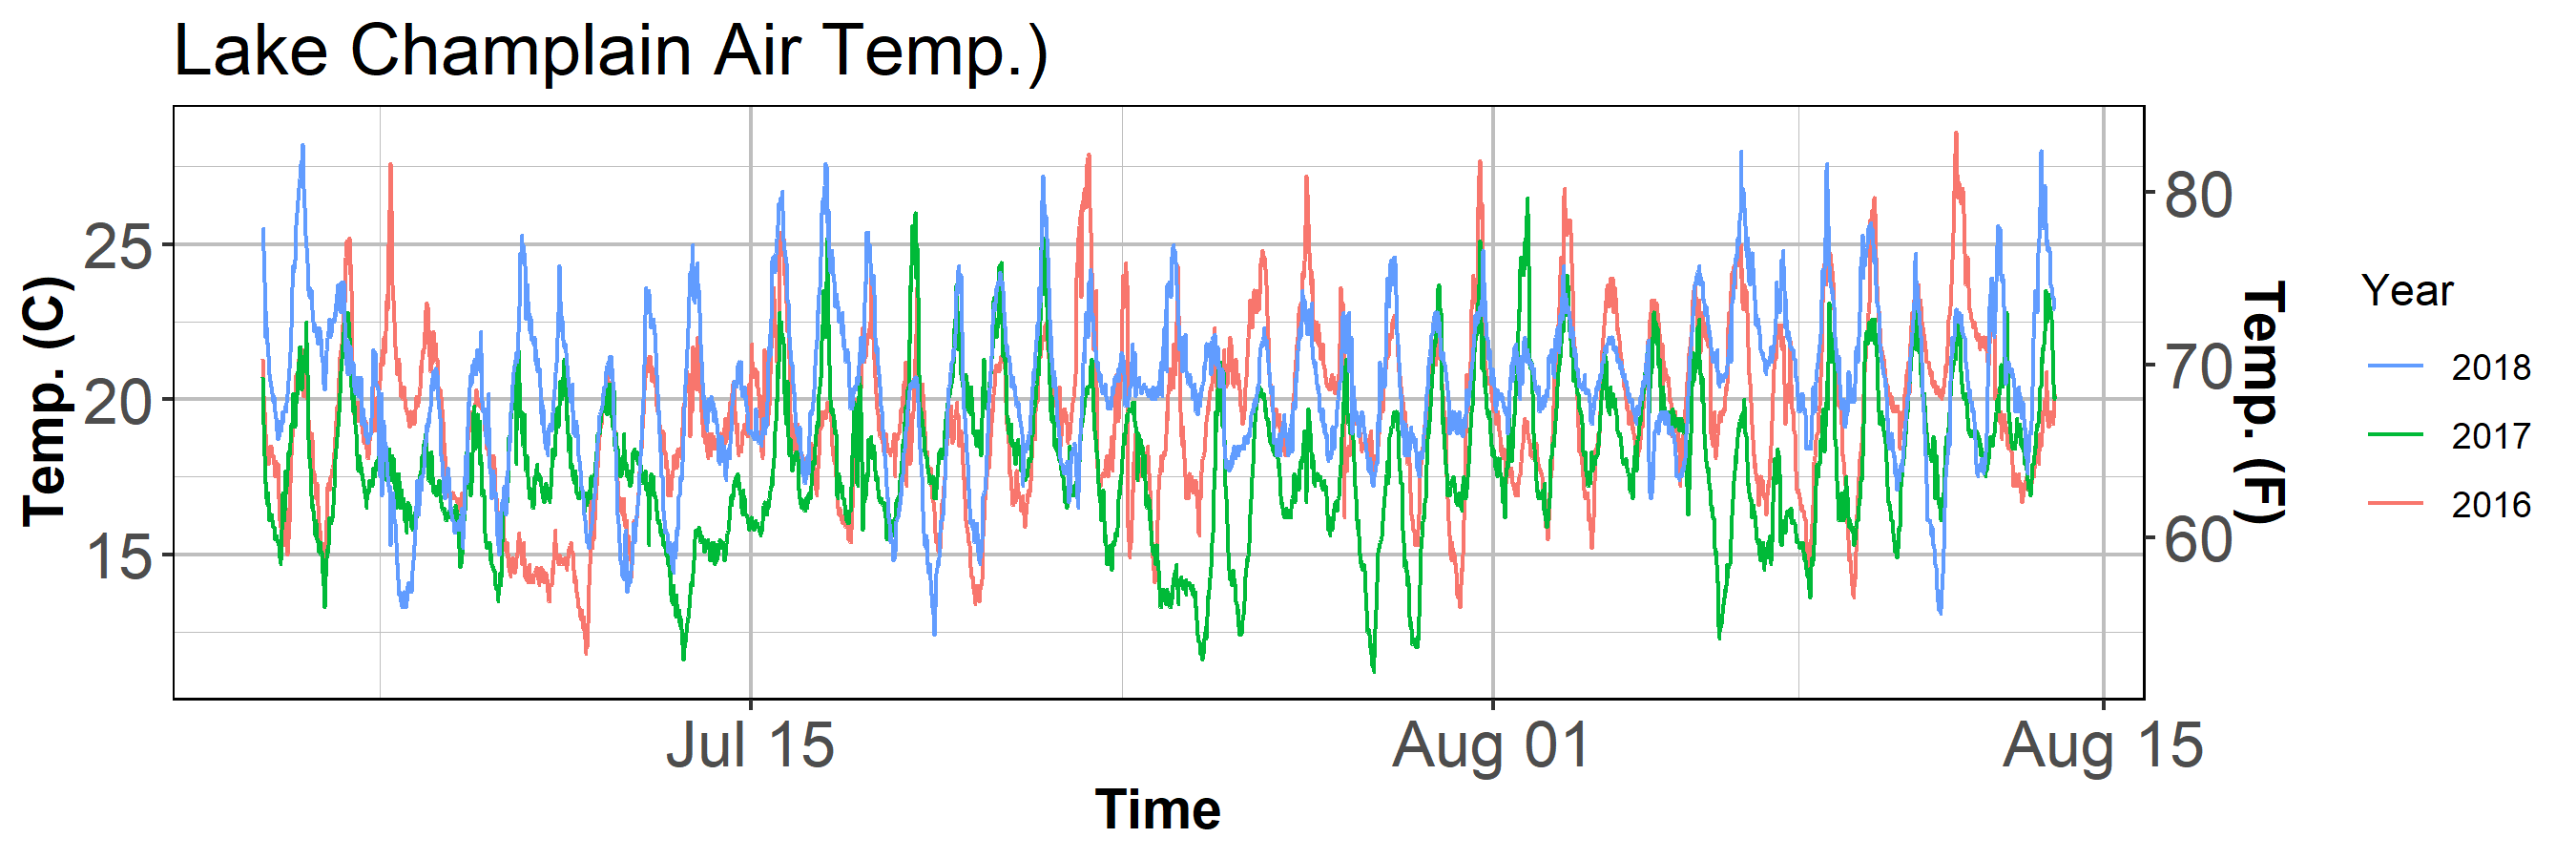 Lake Champlain Air Temp.)
Temp. (C)
25
20
15
80
70
60
Temp. (F)
Jul 15
Aug 01
Aug 15
Time
Year
2018
2017
2016